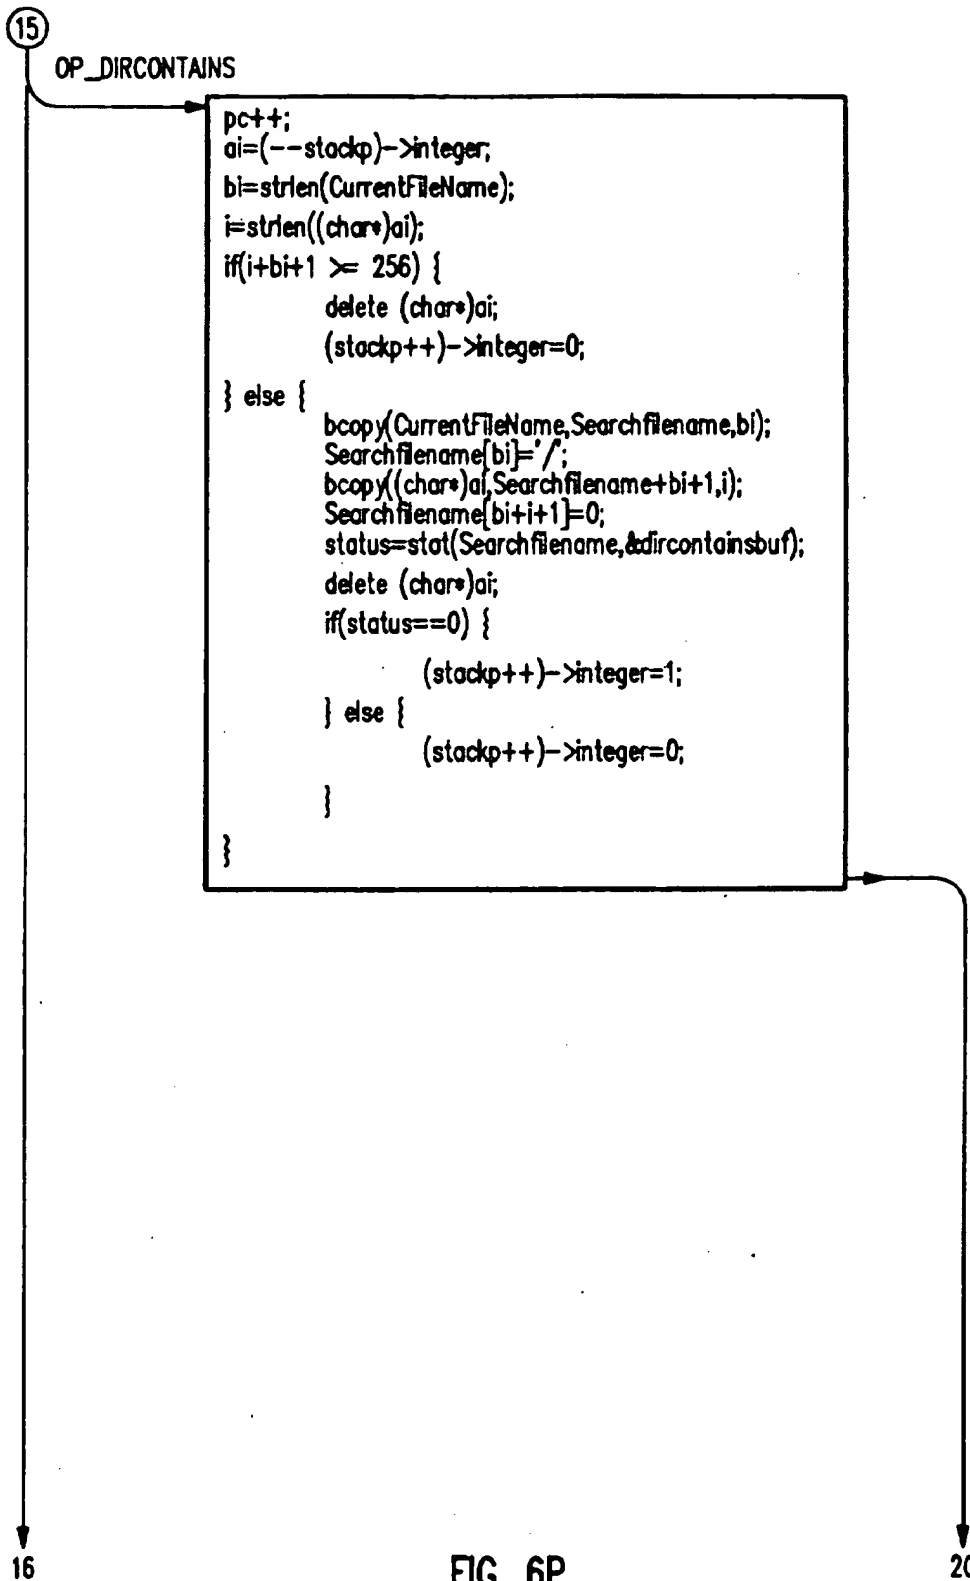 15
OP_DIRCONTAINS
pc++;
ai=(--stackp)->integer;
bi=strlen(CurrentFileName);
i=strlen((char*)ai);
if(i+bi+1 >= 256) {
delete (char*)ai;
(stackp++)->integer=0;
} else {
bcopy(CurrentFileName,Searchfilename,bi);
Searchfilename[bi]='/';
bcopy((char*)ai,Searchfilename+bi+1,i);
Searchfilename[bi+i+1]=0;
status=stat(Searchfilename,&dircontainsbuf);
delete (char*)ai;
if(status==0) {
(stackp++)->integer=1;
} else {
(stackp++)->integer=0;
}
}
16
FIG. 6P
20